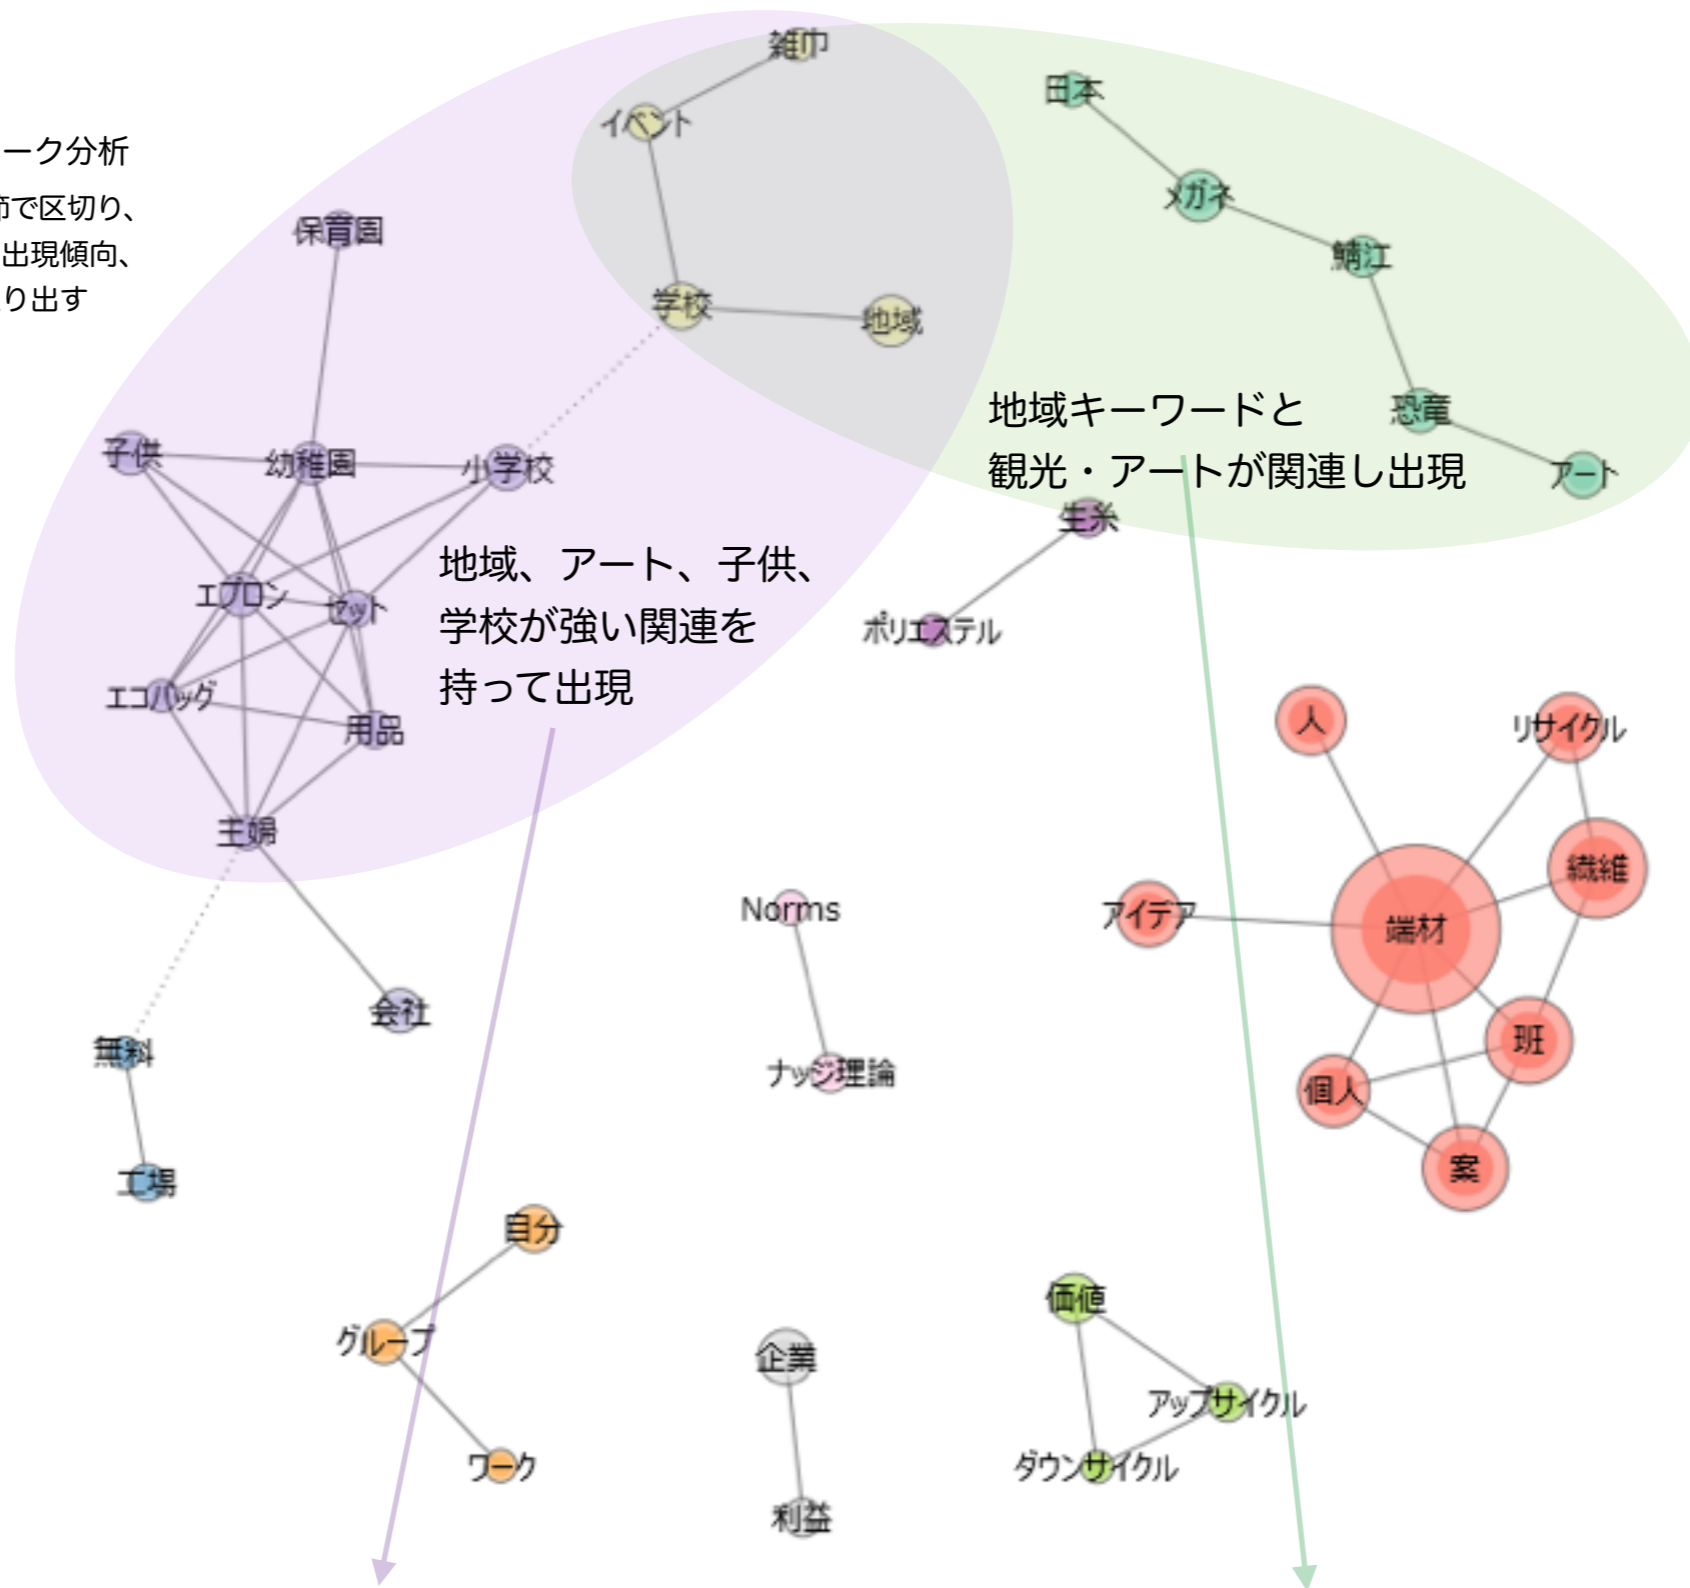 ーク分析
節で区切り、
出現傾向、
り出す
雑巾
イベント
学校
地域
日本
メガネ
鯖江
恐竜
アート
保育園
子供
幼稚園
小学校
エプロン
セット
エコバッグ
用品
主婦
会社
無料
工場
地域、アート、子供、
学校が強い関連を
持って出現
地域キーワードと
観光・アートが関連し出現
生糸
ポリエステル
人
リサイクル
繊維
端材
アイデア
班
個人
案
Norms
ナッジ理論
自分
グループ
ワーク
企業
利益
価値
アップサイクル
ダウンサイクル